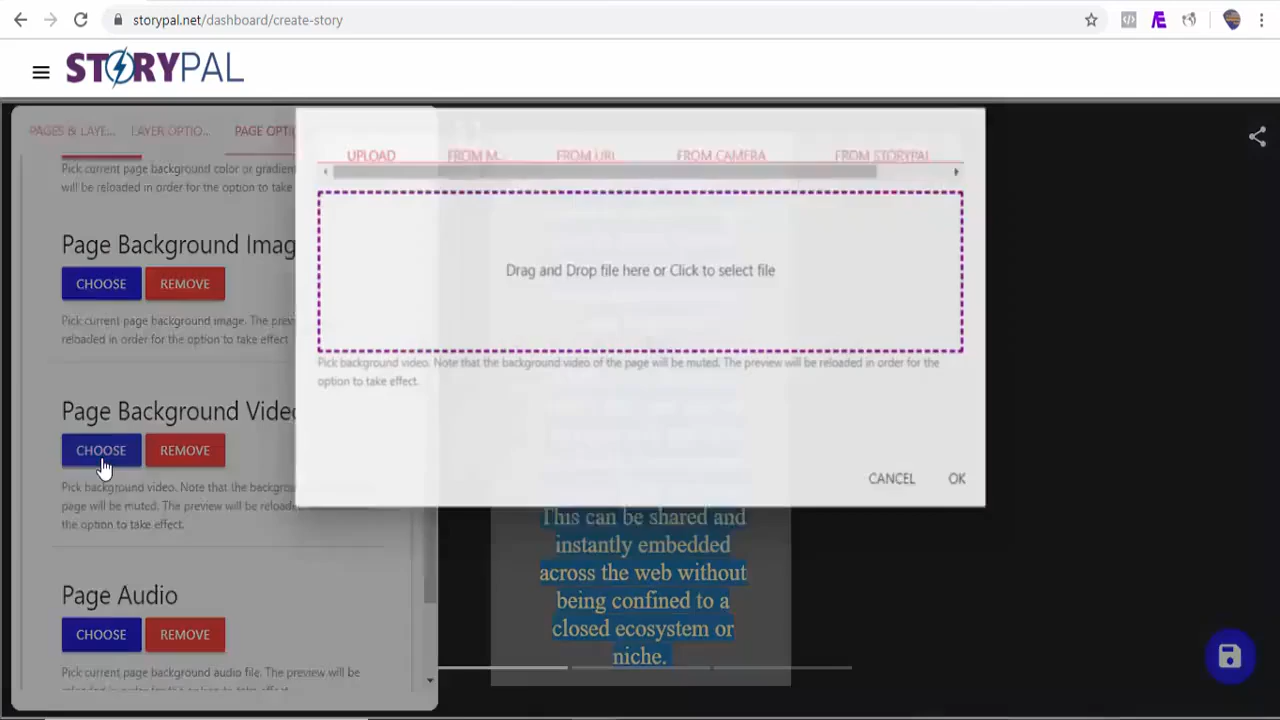 storypal.net/dashboard/create-story
STORYPAL
PAGES & LAYE...
LAYER OPTIO...
PAGE OPTI
Pick current page background color or gradien
will be reloaded in order for the option to take
Page Background Imag
CHOOSE
REMOVE
Pick current page background image. The prev
reloaded in order for the option to take effect
Page Background Video
CHOOSE
REMOVE
Pick background video. Note that the backgrou
page will be muted. The preview will be reloade
the option to take effect.
Page Audio
CHOOSE
REMOVE
Pick current page background audio file. The preview will be
UPLOAD
FROM M...
FROM URL
FROM CAMERA
FROM STORYPAL
Drag and Drop file here or Click to select file
Pick background video. Note that the background video of the page will be muted. The preview will be reloaded in order for the
option to take effect.
CANCEL
OK
This can be shared and
instantly embedded
across the web without
being confined to a
closed ecosystem or
niche.